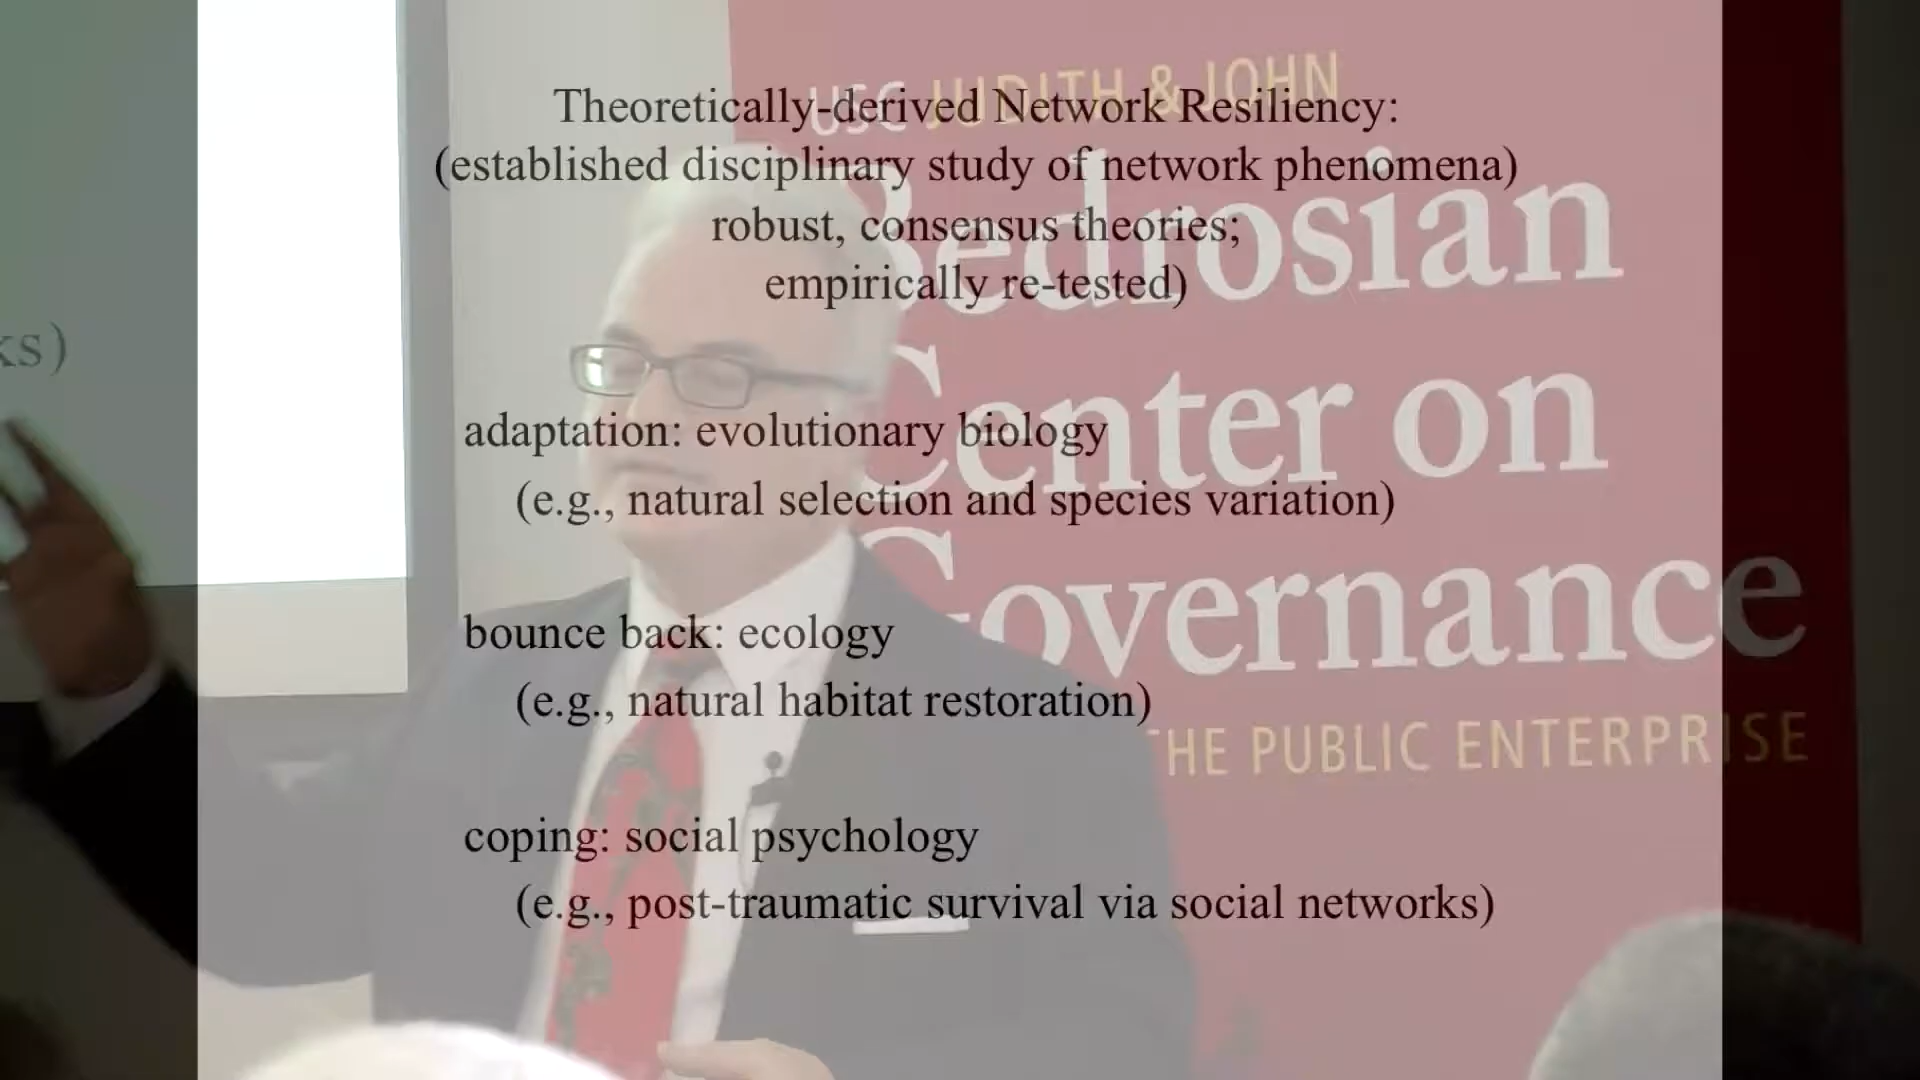 Theoretically-derived Network Resiliency:
(established disciplinary study of network phenomena)
robust, consensus theories;
empirically re-tested)
adaptation: evolutionary biology
(e.g., natural selection and species variation)
bounce back: ecology
(e.g., natural habitat restoration)
coping: social psychology
(e.g., post-traumatic survival via social networks)
USC JUDITH & JOHN
Bedrosian
Center on
Governance
THE PUBLIC ENTERPRISE
ks)